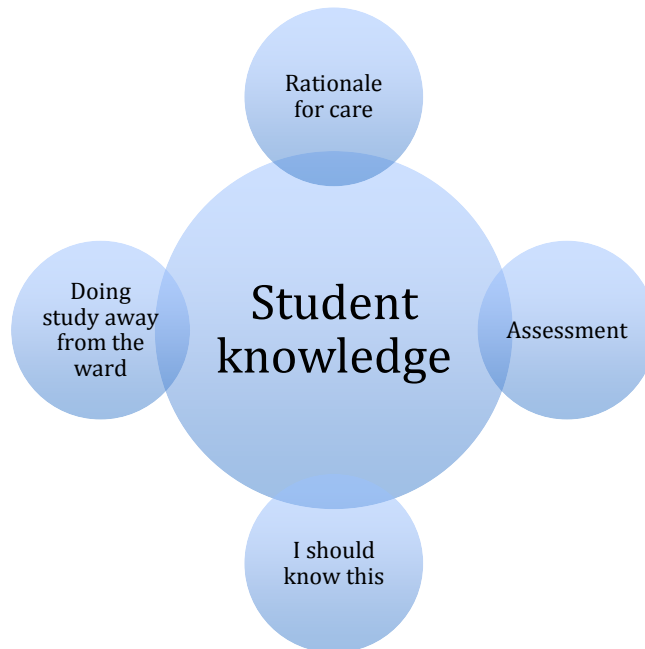 Rationale
for care
Student
knowledge
Doing
study away
from the
ward
Assessment
I should
know this